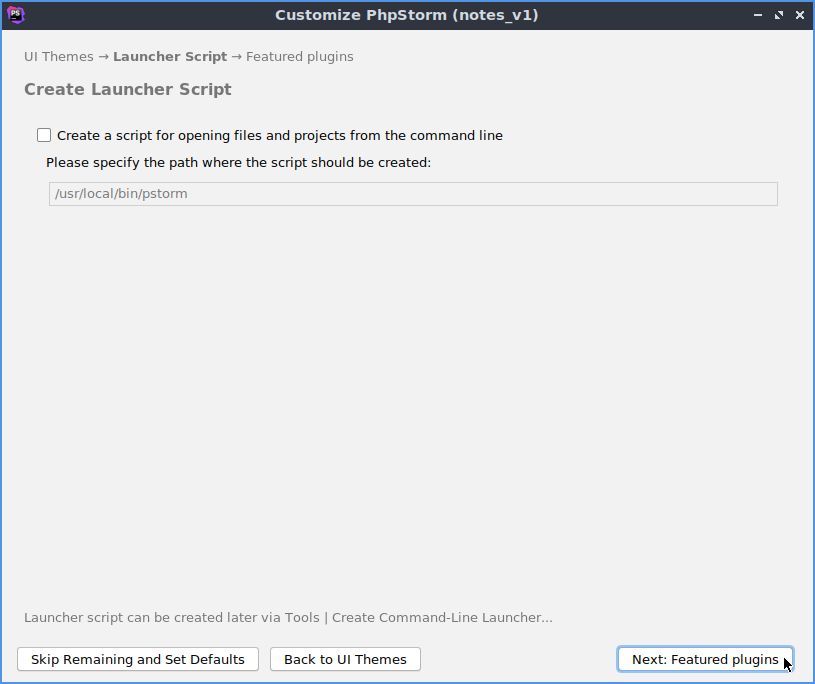 PS
Customize PhpStorm (notes_v1)
UI Themes → Launcher Script → Featured plugins
Create Launcher Script
Create a script for opening files and projects from the command line
Please specify the path where the script should be created:
/usr/local/bin/pstorm
Launcher script can be created later via Tools | Create Command-Line Launcher...
Skip Remaining and Set Defaults
Back to UI Themes
Next: Featured plugins